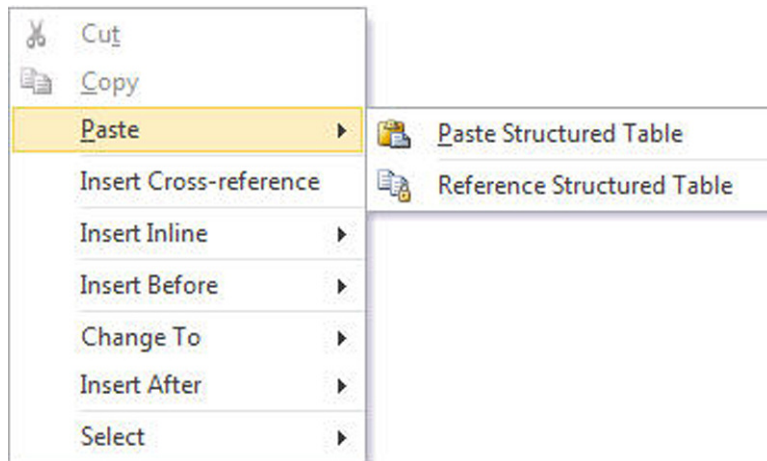 Cut
Copy
Paste
Paste Structured Table
Reference Structured Table
Insert Cross-reference
Insert Inline
Insert Before
Change To
Insert After
Select